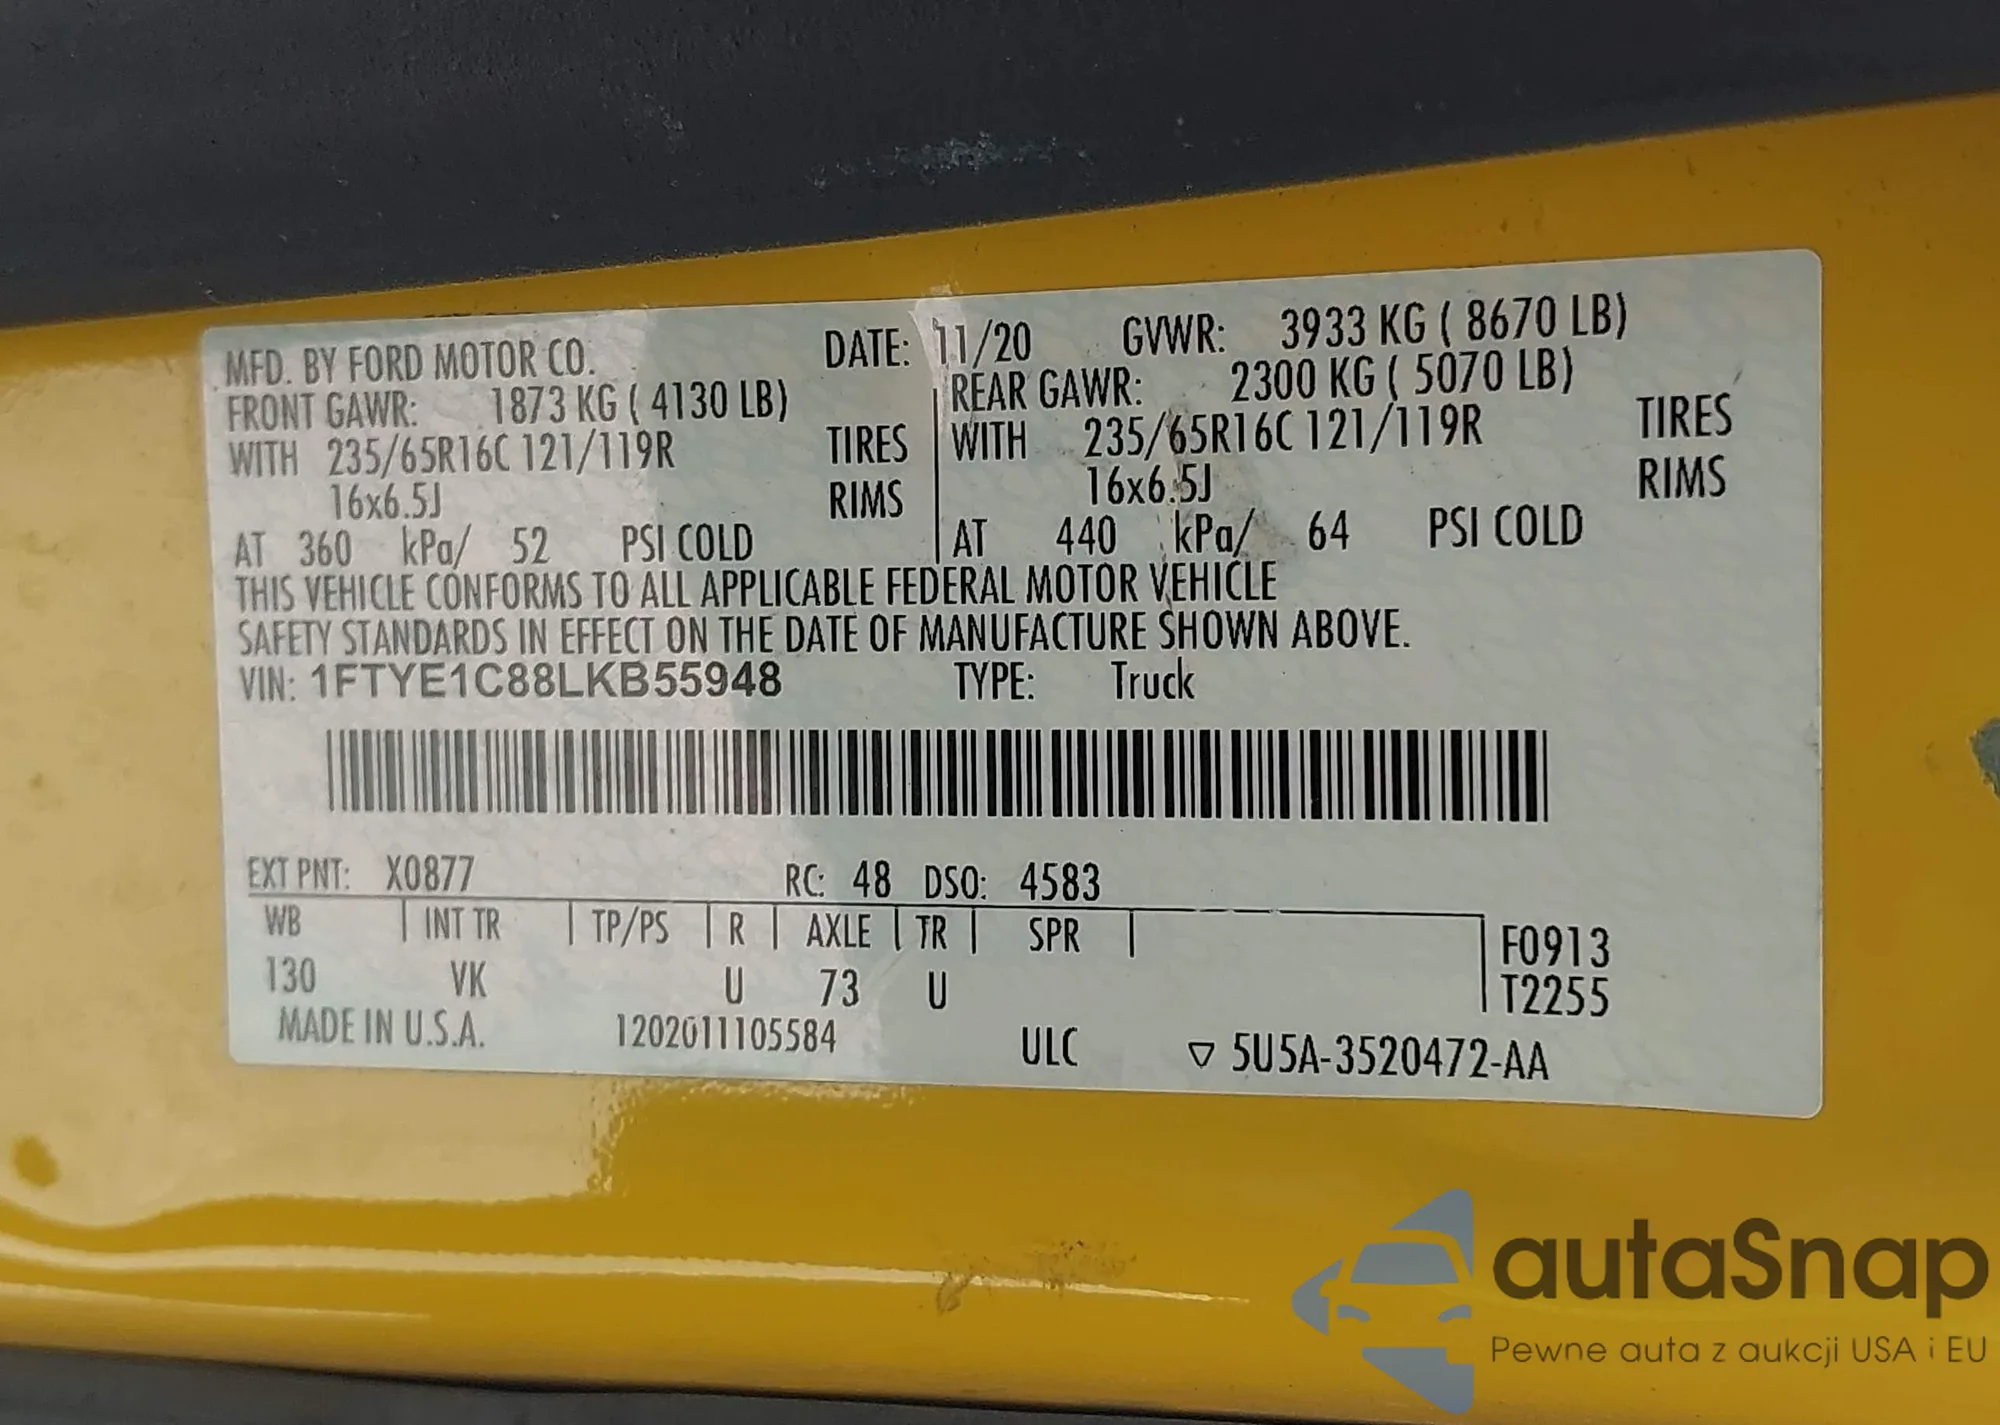 MFD. BY FORD MOTOR CO. DATE: 11/20 GVWR: 3933 KG ( 8670 LB)
FRONT GAWR: 1873 KG ( 4130 LB) REAR GAWR: 2300 KG ( 5070 LB)
WITH 235/65R16C 121/119R TIRES WITH 235/65R16C 121/119R TIRES
16x6.5J RIMS 16x6.5J RIMS
AT 360 kPa/ 52 PSI COLD AT 440 kPa/ 64 PSI COLD
THIS VEHICLE CONFORMS TO ALL APPLICABLE FEDERAL MOTOR VEHICLE
SAFETY STANDARDS IN EFFECT ON THE DATE OF MANUFACTURE SHOWN ABOVE.
VIN: 1FTYE1C88LKB55948 TYPE: Truck
EXT PNT: X0877 RC: 48 DSO: 4583
WB INT TR TP/PS R AXLE TR SPR F0913
130 VK U 73 U T2255
MADE IN U.S.A. 1202011105584 ULC ▽ 5U5A-3520472-AA
autaSnap
Pewne auta z aukcji USA i EU